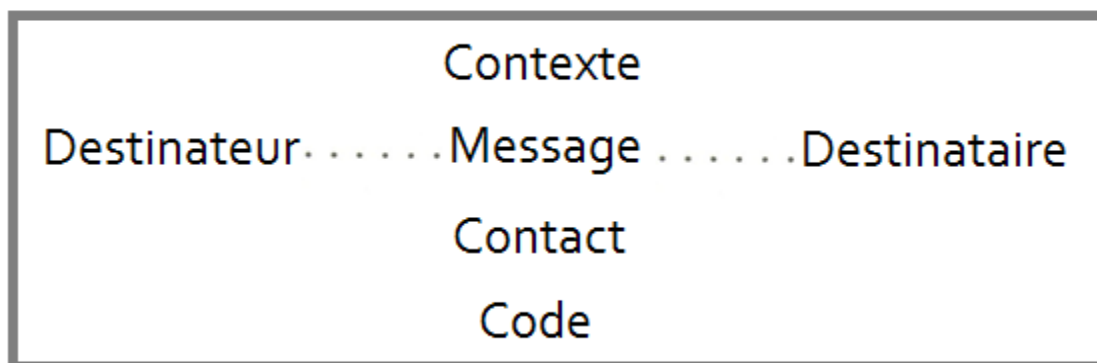 Contexte
Destinateur......Message ......Destinataire
Contact
Code